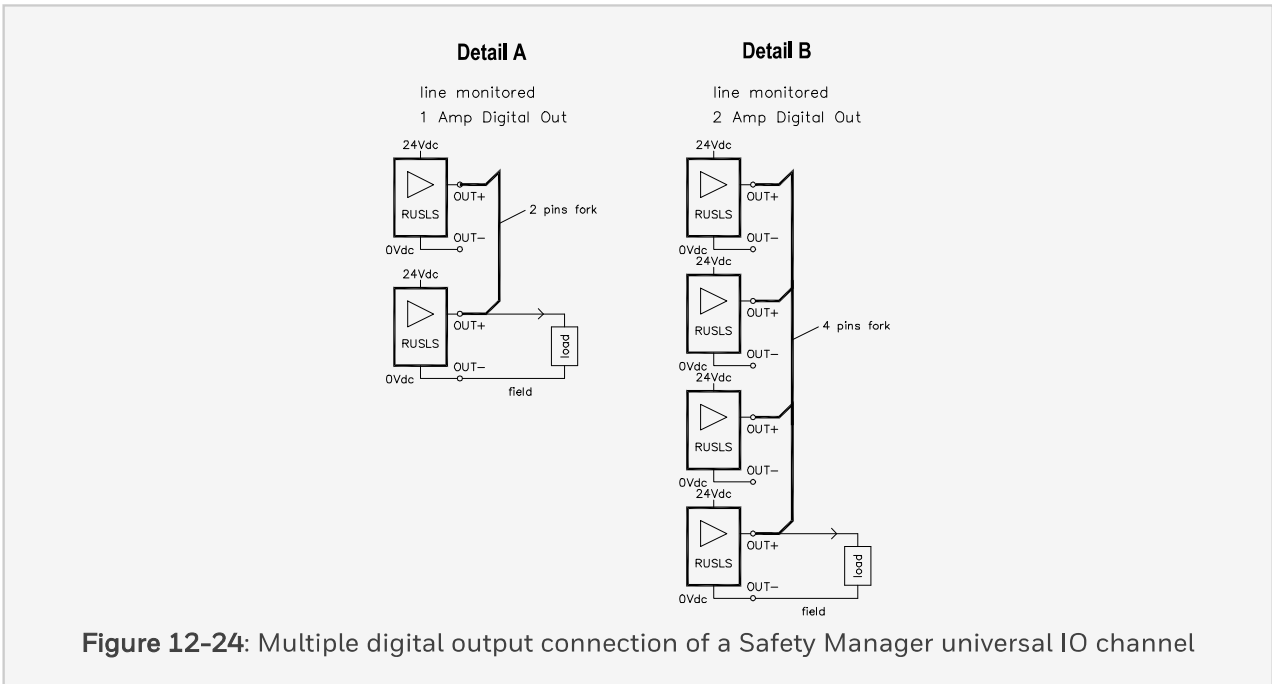 Detail A
line monitored
1 Amp Digital Out
24Vdc
OUT+
RUSLS
2 pins fork
OUT-
0Vdc
24Vdc
OUT+
RUSLS
load
OUT-
0Vdc
field
Detail B
line monitored
2 Amp Digital Out
24Vdc
OUT+
RUSLS
OUT-
0Vdc
24Vdc
OUT+
4 pins fork
RUSLS
OUT-
0Vdc
24Vdc
OUT+
RUSLS
OUT-
0Vdc
24Vdc
OUT+
RUSLS
load
OUT-
0Vdc
field
Figure 12-24: Multiple digital output connection of a Safety Manager universal IO channel